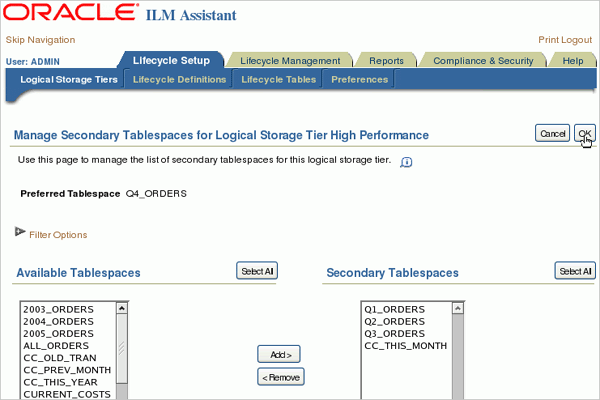 ORACLE ILM Assistant
Skip Navigation Print Logout
User: ADMIN Lifecycle Setup Lifecycle Management Reports Compliance & Security Help
Logical Storage Tiers Lifecycle Definitions Lifecycle Tables Preferences
Manage Secondary Tablespaces for Logical Storage Tier High Performance Cancel OK
Use this page to manage the list of secondary tablespaces for this logical storage tier. i
Preferred Tablespace Q4_ORDERS
Filter Options
Available Tablespaces Select All
2003_ORDERS
2004_ORDERS
2005_ORDERS
ALL_ORDERS
CC_OLD_TRAN
CC_PREV_MONTH
CC_THIS_YEAR
CURRENT_COSTS
Add >
< Remove
Secondary Tablespaces Select All
Q1_ORDERS
Q2_ORDERS
Q3_ORDERS
CC_THIS_MONTH